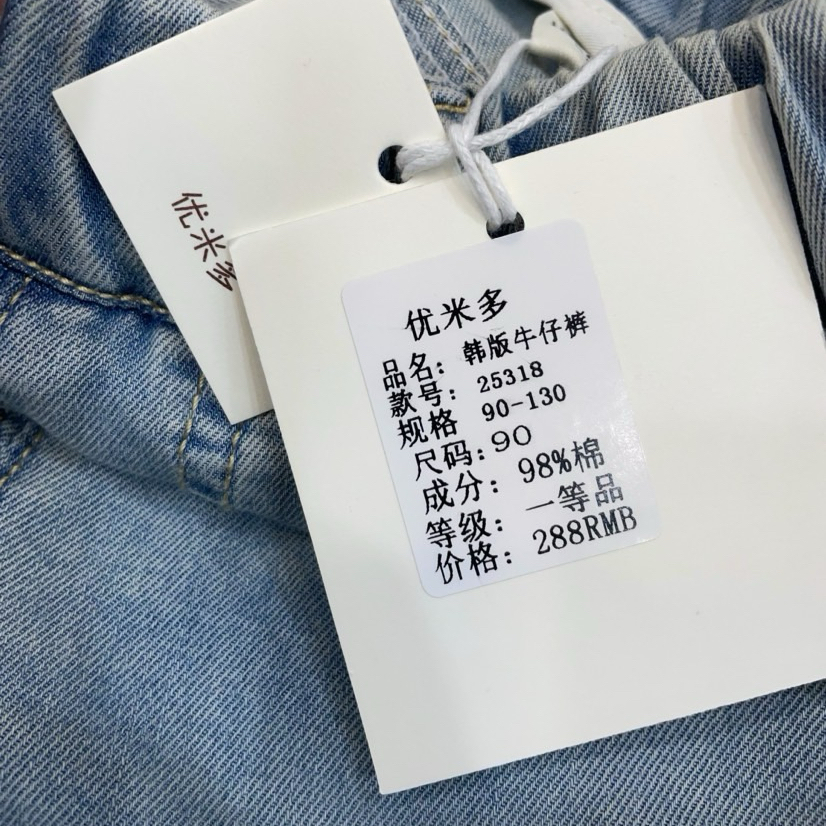 优米多
优米多
品名: 韩版牛仔裤
款号: 25318
规格 90-130
尺码: 90
成分: 98%棉
等级: 一等品
价格: 288RMB